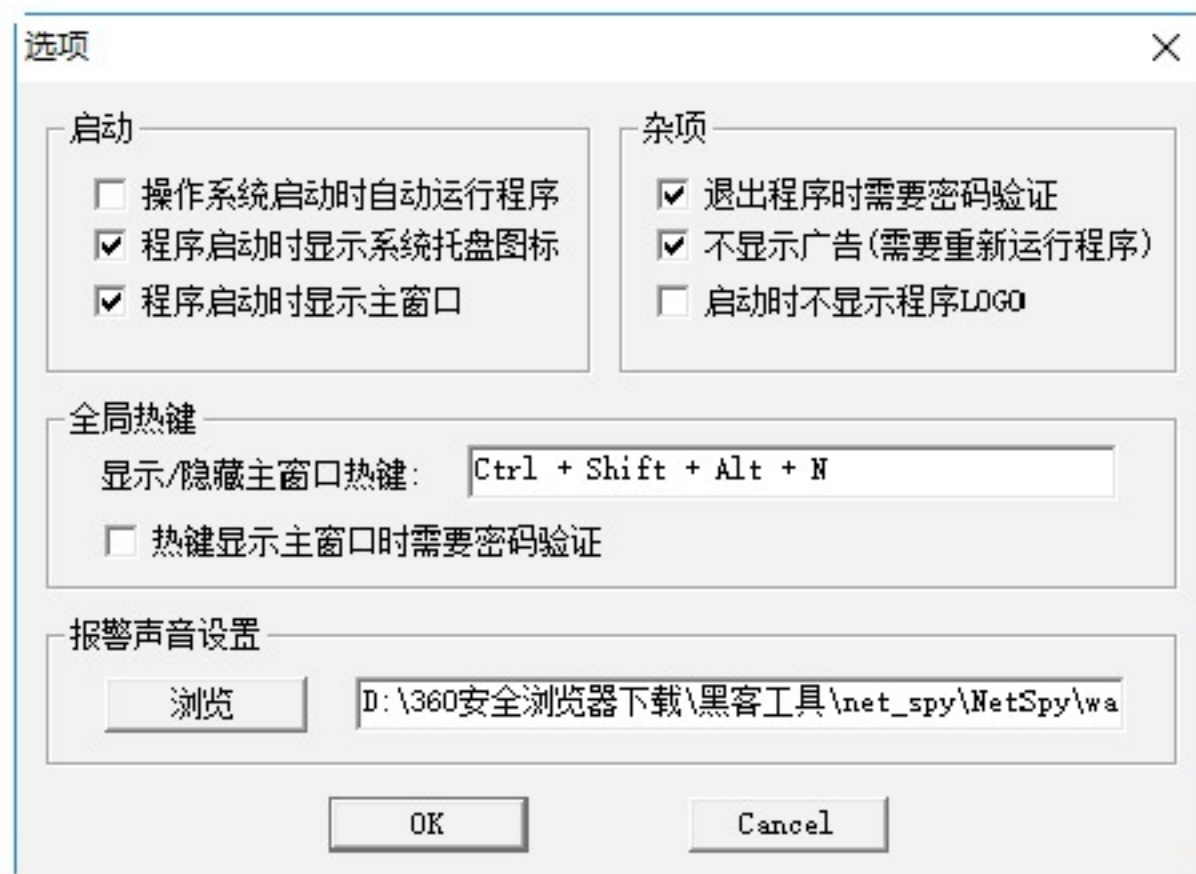 选项
启动
操作系统启动时自动运行程序
程序启动时显示系统托盘图标
程序启动时显示主窗口
杂项
退出程序时需要密码验证
不显示广告(需要重新运行程序)
启动时不显示程序LOGO
全局热键
显示/隐藏主窗口热键: Ctrl + Shift + Alt + N
热键显示主窗口时需要密码验证
报警声音设置
浏览 D:\360安全浏览器下载\黑客工具\net_spy\NetSpy\wa
OK Cancel